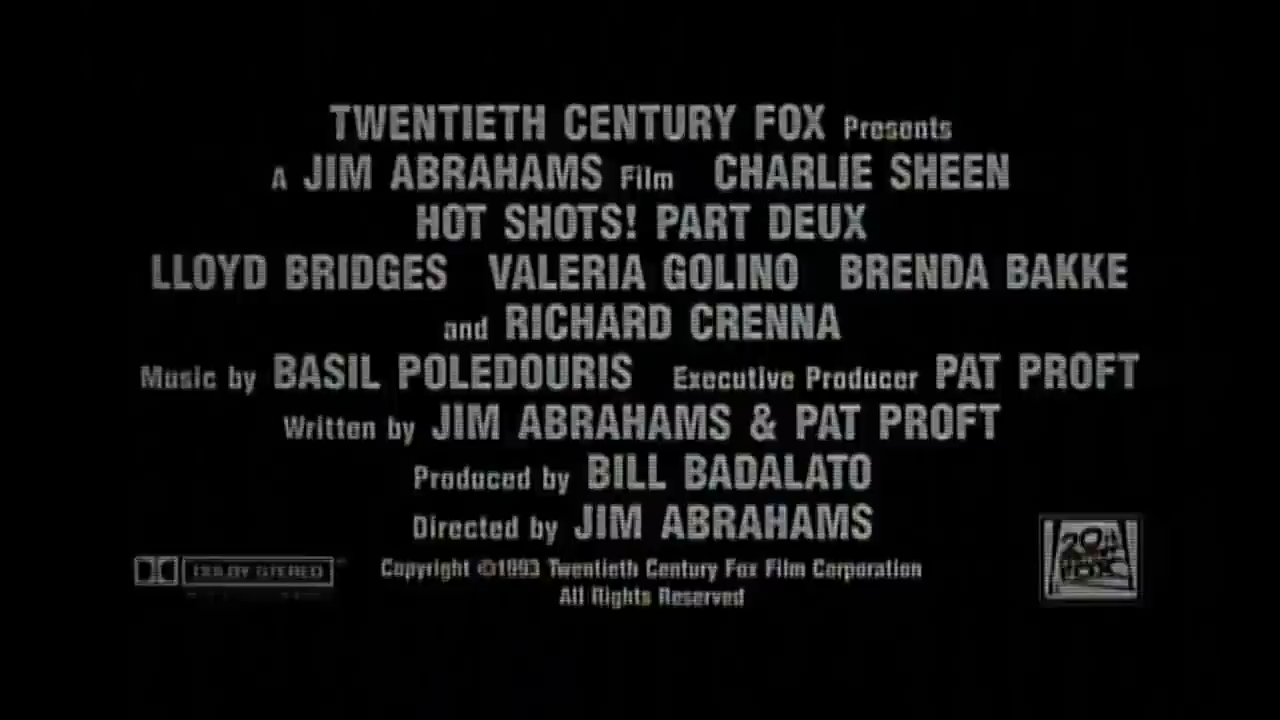 TWENTIETH CENTURY FOX Presents
A JIM ABRAHAMS Film CHARLIE SHEEN
HOT SHOTS! PART DEUX
LLOYD BRIDGES VALERIA GOLINO BRENDA BAKKE
and RICHARD CRENNA
Music by BASIL POLEDOURIS Executive Producer PAT PROFT
Written by JIM ABRAHAMS & PAT PROFT
Produced by BILL BADALATO
Directed by JIM ABRAHAMS
DOLBY STEREO
Copyright ©1993 Twentieth Century Fox Film Corporation
All Rights Reserved
20th Century Fox